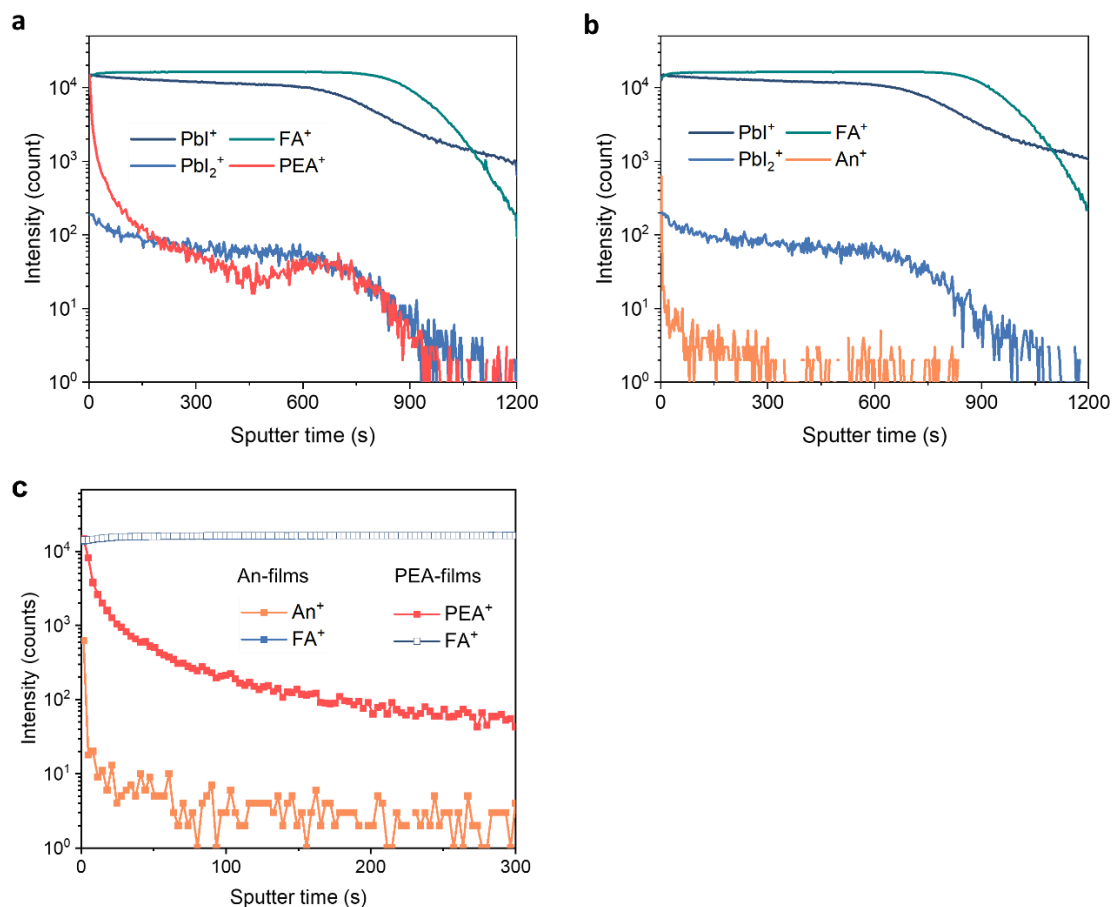 a
Intensity (count)
10⁴
10³
10²
10¹
10⁰
PbI⁺ FA⁺
PbI₂⁺ PEA⁺
0 300 600 900 1200
Sputter time (s)
b
Intensity (count)
10⁴
10³
10²
10¹
10⁰
PbI⁺ FA⁺
PbI₂⁺ An⁺
0 300 600 900 1200
Sputter time (s)
c
Intensity (counts)
10⁴
10³
10²
10¹
10⁰
An-films PEA-films
An⁺ PEA⁺
FA⁺ FA⁺
0 100 200 300
Sputter time (s)